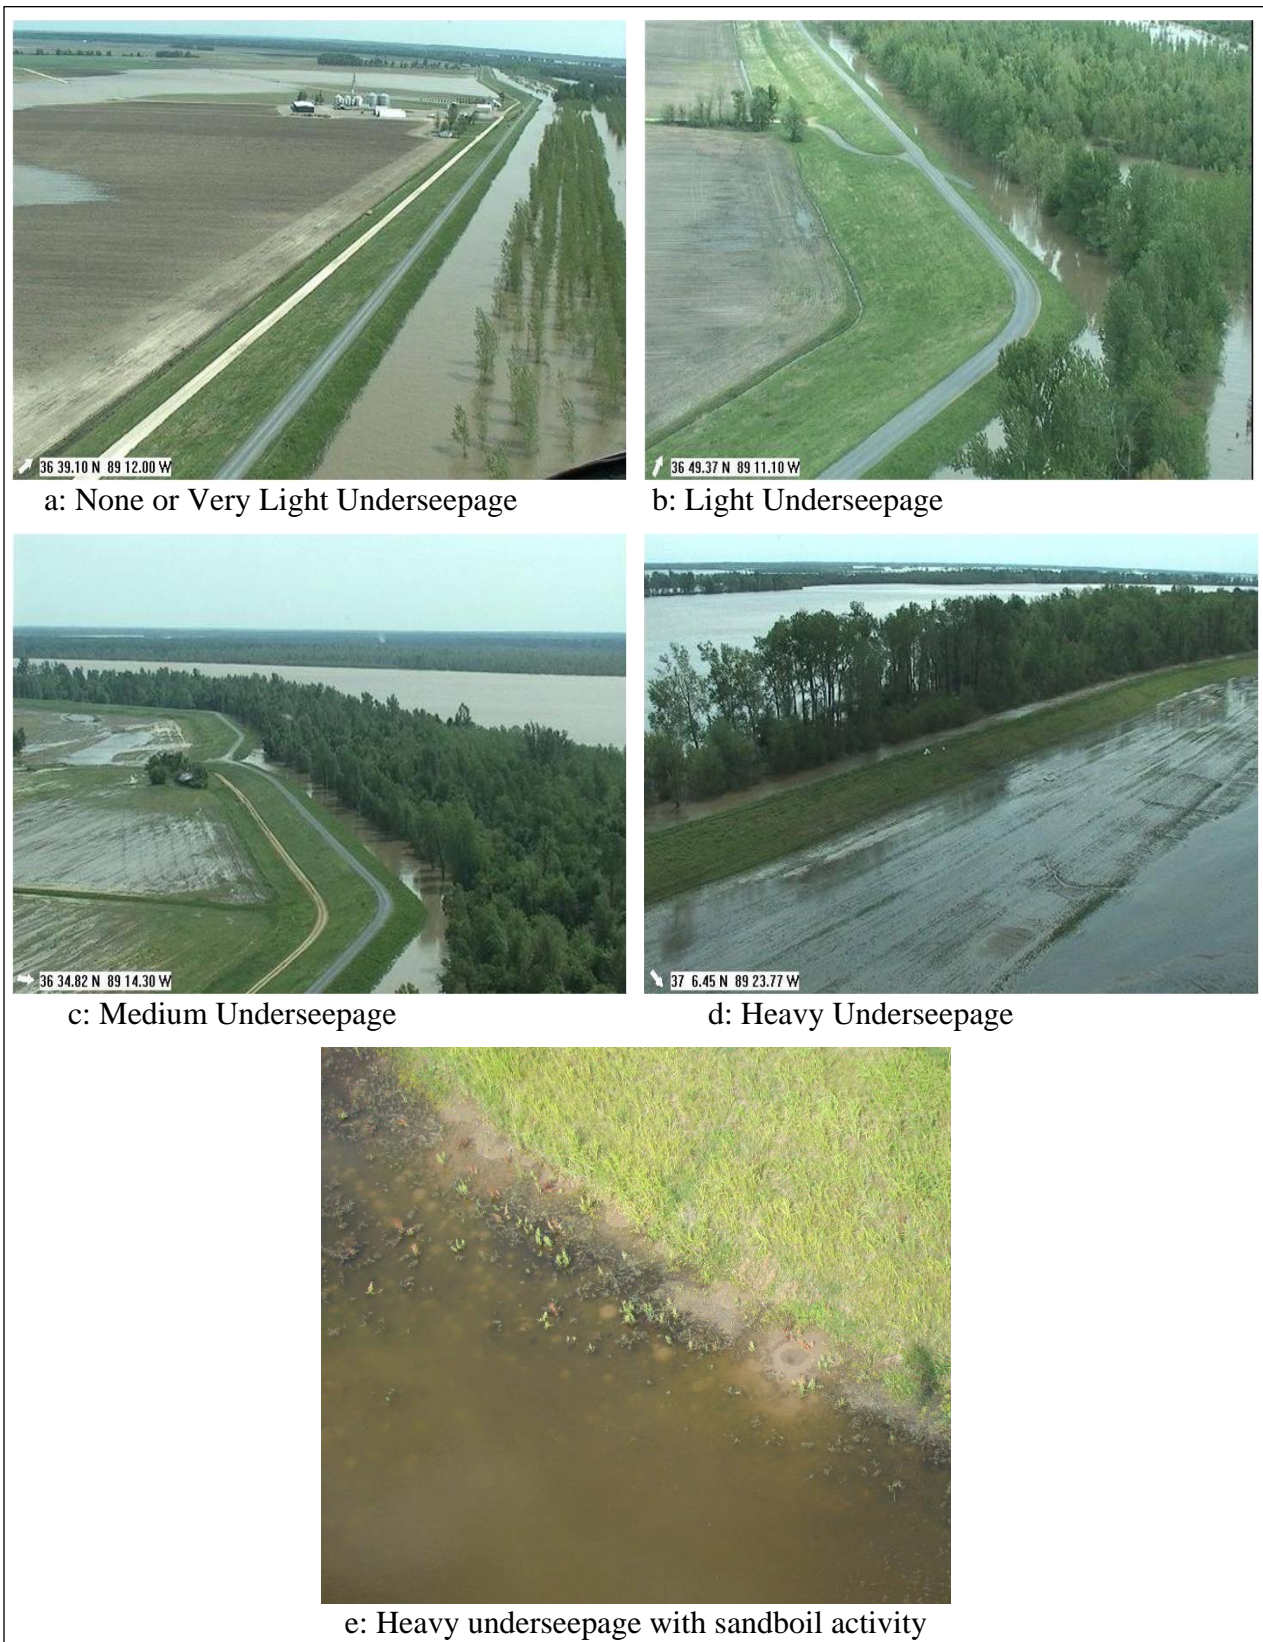 36 39.10 N 89 12.00 W
36 49.37 N 89 11.10 W
a: None or Very Light Underseepage
b: Light Underseepage
36 34.82 N 89 14.30 W
37 6.45 N 89 23.77 W
c: Medium Underseepage
d: Heavy Underseepage
e: Heavy underseepage with sandboil activity